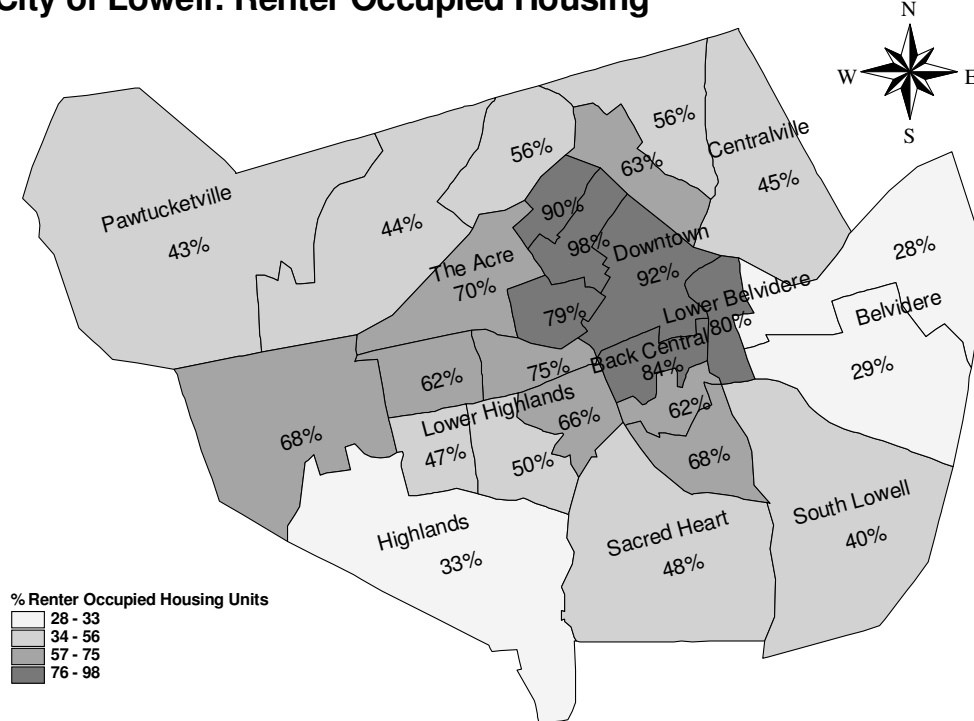 City of Lowell: Renter Occupied Housing
N
W
E
S
56%
56%
Centralville
63%
45%
Pawtucketville
43%
44%
90%
98%
Downtown
92%
28%
The Acre
70%
Lower Belvidere
80%
Belvidere
29%
79%
Back Central
84%
62%
75%
Lower Highlands
66%
62%
68%
47%
50%
68%
Highlands
33%
Sacred Heart
48%
South Lowell
40%
% Renter Occupied Housing Units
28 - 33
34 - 56
57 - 75
76 - 98